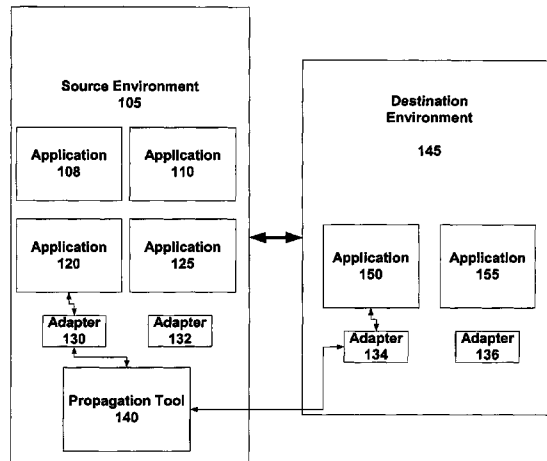 Source Environment
105
Application
108
Application
110
Application
120
Application
125
Adapter
130
Adapter
132
Propagation Tool
140
Destination
Environment
145
Application
150
Application
155
Adapter
134
Adapter
136